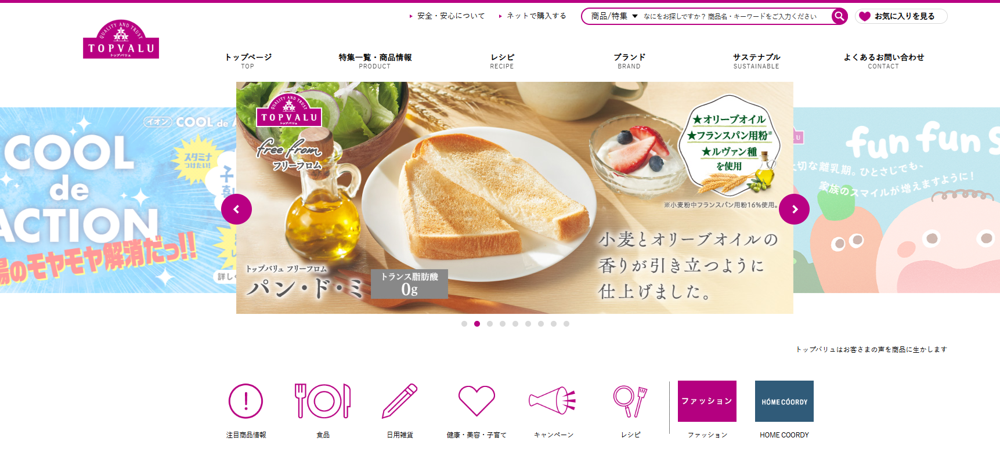 安全・安心について
ネットで購入する
商品/特集
なにをお探しですか？ 商品名・キーワードをご入力ください
お気に入りを見る
QUALITY AND TRUST
TOPVALU
トップバリュ
トップページ
TOP
特集一覧・商品情報
PRODUCT
レシピ
RECIPE
ブランド
BRAND
サステナブル
SUSTAINABLE
よくあるお問い合わせ
CONTACT
イオン COOL de
COOL
de
ACTION
スタミナ
つけたい!
のモヤモヤ解消だっ!!
QUALITY AND TRUST
TOPVALU
トップバリュ
free from
フリーフロム
★オリーブオイル
★フランスパン用粉※
★ルヴァン種
を使用
※小麦粉中フランスパン用粉16%使用。
小麦とオリーブオイルの
香りが引き立つように
仕上げました。
トップバリュ フリーフロム
パン・ド・ミ
トランス脂肪酸
0g
fun fun
切な離乳期。ひとさじでも、
家族のスマイルが増えますように！
トップバリュはお客さまの声を商品に生かします
ファッション
HÓME CÓORDY
注目商品情報
食品
日用雑貨
健康・美容・子育て
キャンペーン
レシピ
ファッション
HOME COORDY